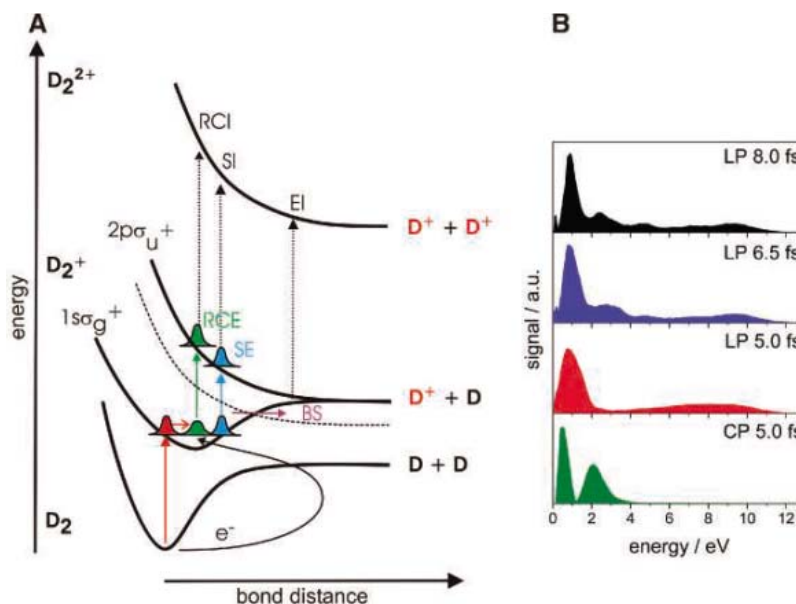 A
B
D₂²⁺
RCI
SI
EI
D⁺ + D⁺
2pσᵤ⁺
D₂⁺
1sσg⁺
RCE
SE
BS
D⁺ + D
D + D
D₂
e⁻
energy
bond distance
LP 8.0 fs
LP 6.5 fs
LP 5.0 fs
CP 5.0 fs
signal / a.u.
0 2 4 6 8 10 12
energy / eV